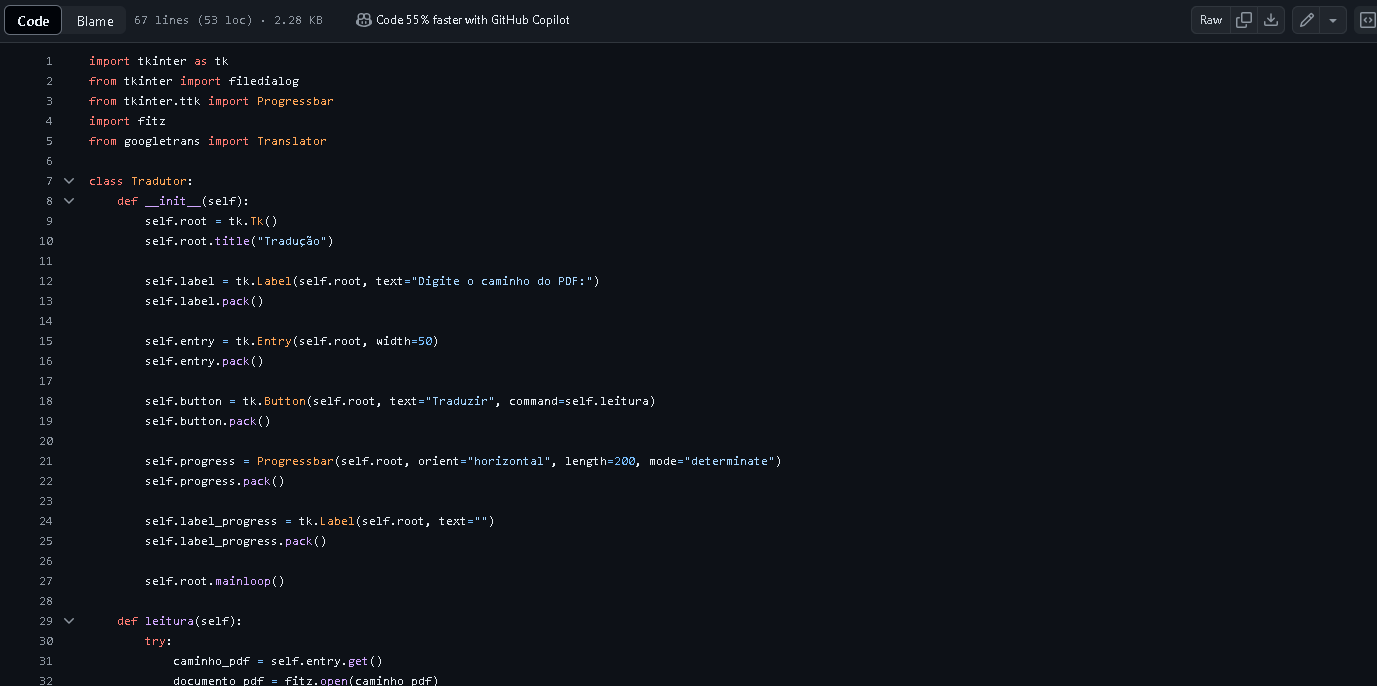 Code Blame 67 lines (53 loc) · 2.28 KB Code 55% faster with GitHub Copilot Raw
1 import tkinter as tk
2 from tkinter import filedialog
3 from tkinter.ttk import Progressbar
4 import fitz
5 from googletrans import Translator
6
7 class Tradutor:
8 def __init__(self):
9 self.root = tk.Tk()
10 self.root.title("Tradução")
11
12 self.label = tk.Label(self.root, text="Digite o caminho do PDF:")
13 self.label.pack()
14
15 self.entry = tk.Entry(self.root, width=50)
16 self.entry.pack()
17
18 self.button = tk.Button(self.root, text="Traduzir", command=self.leitura)
19 self.button.pack()
20
21 self.progress = Progressbar(self.root, orient="horizontal", length=200, mode="determinate")
22 self.progress.pack()
23
24 self.label_progress = tk.Label(self.root, text="")
25 self.label_progress.pack()
26
27 self.root.mainloop()
28
29 def leitura(self):
30 try:
31 caminho_pdf = self.entry.get()
32 documento_pdf = fitz.open(caminho_pdf)